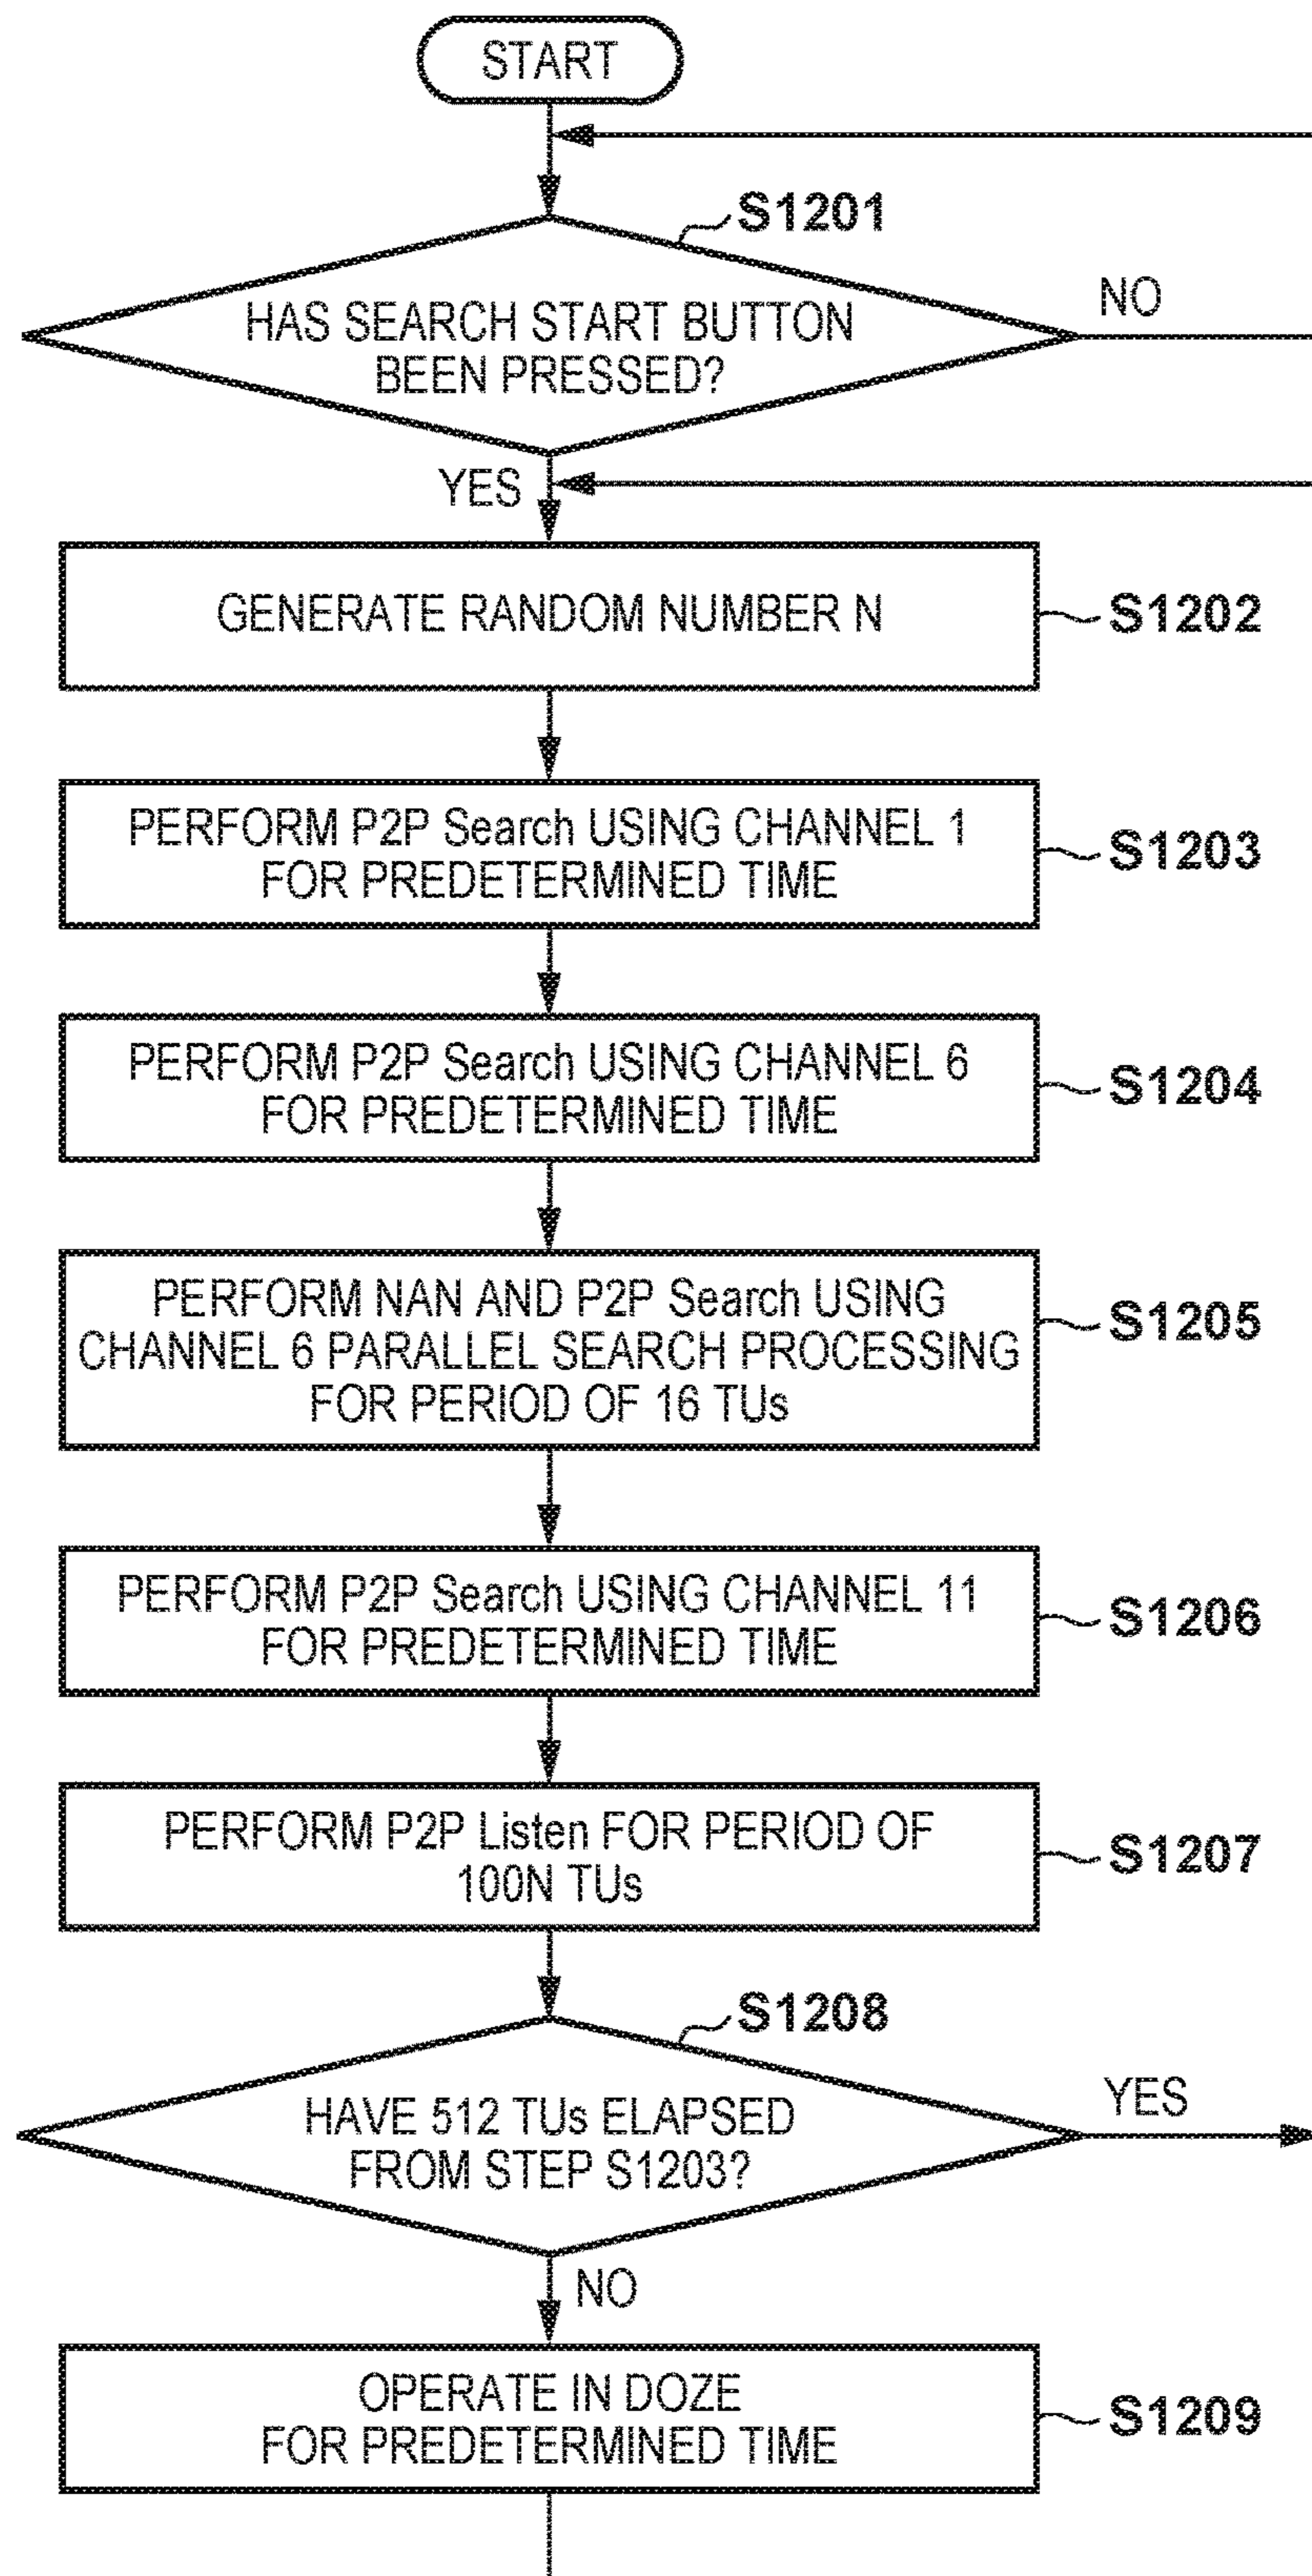 START
S1201
HAS SEARCH START BUTTON
BEEN PRESSED?
NO
YES
GENERATE RANDOM NUMBER N
S1202
PERFORM P2P Search USING CHANNEL 1
FOR PREDETERMINED TIME
S1203
PERFORM P2P Search USING CHANNEL 6
FOR PREDETERMINED TIME
S1204
PERFORM NAN AND P2P Search USING
CHANNEL 6 PARALLEL SEARCH PROCESSING
FOR PERIOD OF 16 TUs
S1205
PERFORM P2P Search USING CHANNEL 11
FOR PREDETERMINED TIME
S1206
PERFORM P2P Listen FOR PERIOD OF
100N TUs
S1207
S1208
HAVE 512 TUs ELAPSED
FROM STEP S1203?
YES
NO
OPERATE IN DOZE
FOR PREDETERMINED TIME
S1209